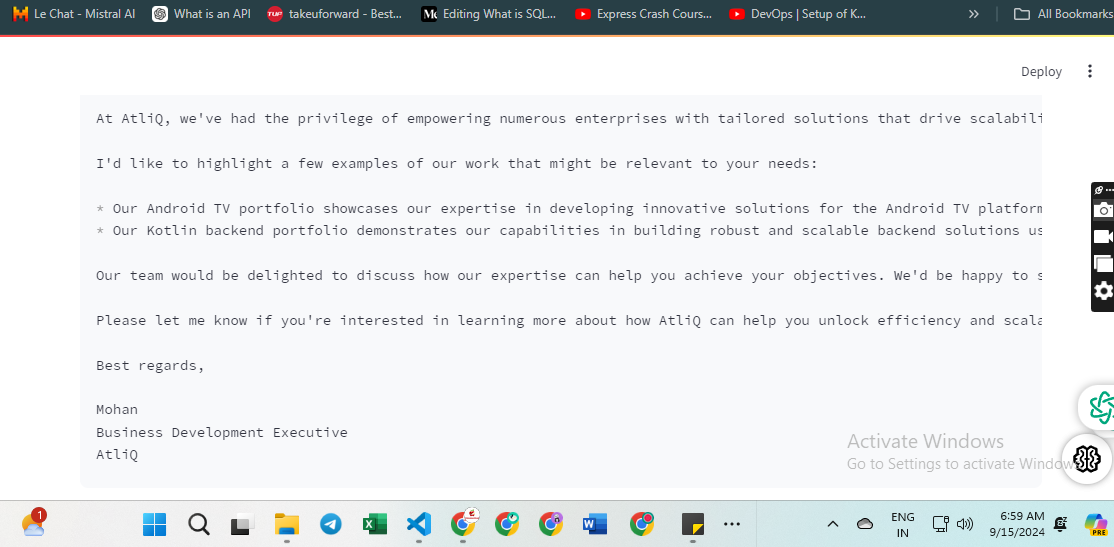 Le Chat - Mistral AI
What is an API
TUF takeuforward - Best...
Editing What is SQL...
Express Crash Cours...
DevOps | Setup of K...
»
All Bookmarks
Deploy
At AtliQ, we've had the privilege of empowering numerous enterprises with tailored solutions that drive scalabili
I'd like to highlight a few examples of our work that might be relevant to your needs:
* Our Android TV portfolio showcases our expertise in developing innovative solutions for the Android TV platform
* Our Kotlin backend portfolio demonstrates our capabilities in building robust and scalable backend solutions us
Our team would be delighted to discuss how our expertise can help you achieve your objectives. We'd be happy to s
Please let me know if you're interested in learning more about how AtliQ can help you unlock efficiency and scala
Best regards,
Mohan
Business Development Executive
AtliQ
Activate Windows
Go to Settings to activate Window
1
ENG
IN
6:59 AM
9/15/2024
PRE